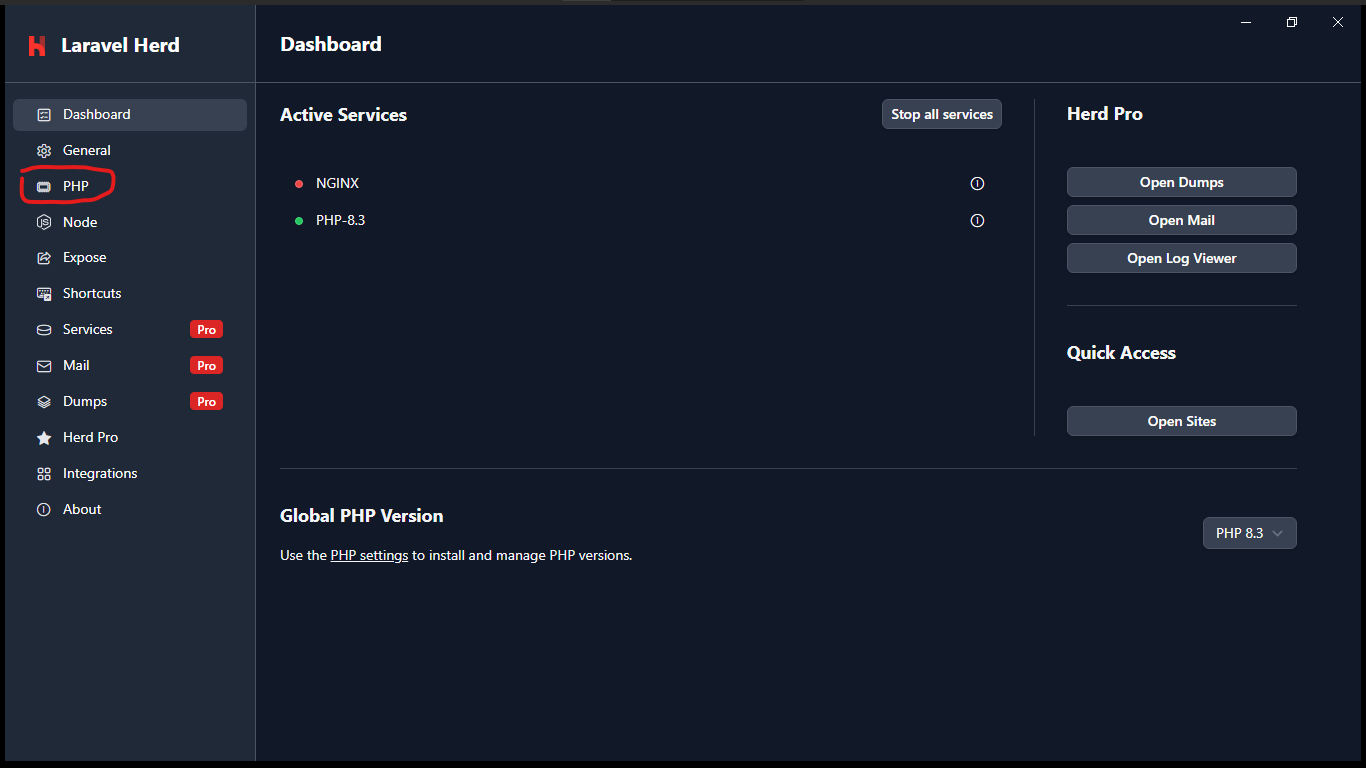 Laravel Herd
Dashboard
Dashboard
General
PHP
Node
Expose
Shortcuts
Services Pro
Mail Pro
Dumps Pro
Herd Pro
Integrations
About
Active Services
Stop all services
NGINX
PHP-8.3
Herd Pro
Open Dumps
Open Mail
Open Log Viewer
Quick Access
Open Sites
Global PHP Version
Use the PHP settings to install and manage PHP versions.
PHP 8.3